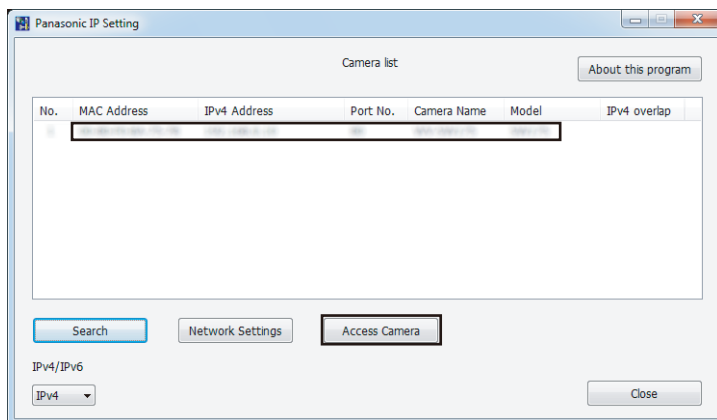 Panasonic IP Setting
Camera list
About this program
No. MAC Address IPv4 Address Port No. Camera Name Model IPv4 overlap
Search Network Settings Access Camera
IPv4/IPv6
IPv4
Close